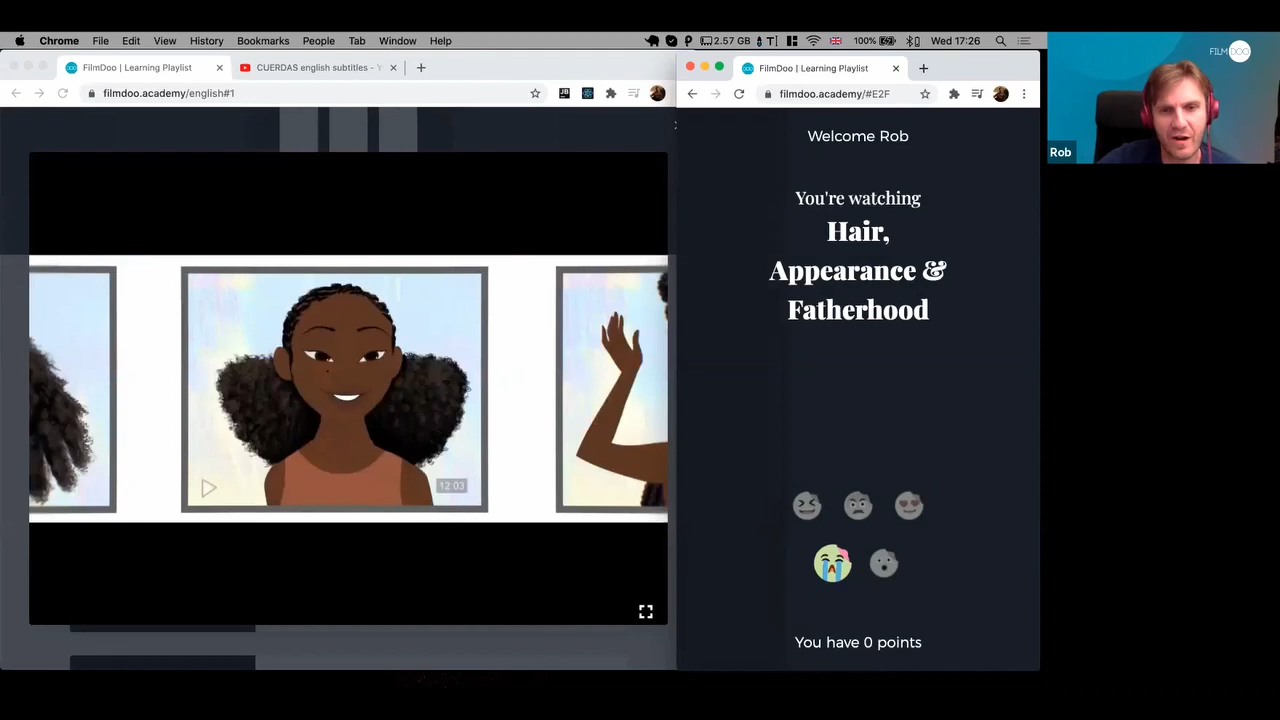 Chrome File Edit View History Bookmarks People Tab Window Help 2.57 GB 100% Wed 17:26
FilmDoo | Learning Playlist
CUERDAS english subtitles - Y
filmdoo.academy/english#1
12 03
FilmDoo | Learning Playlist
filmdoo.academy/#E2F
Welcome Rob
You're watching
Hair,
Appearance &
Fatherhood
You have 0 points
FILMDOO
Rob